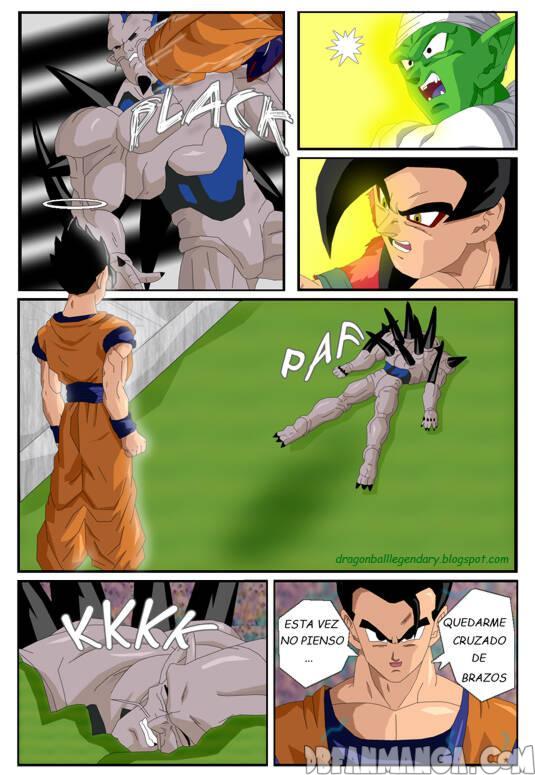 PLACK
PAF
dragonballlegendary.blogspot.com
KKKK
ESTA VEZ
NO PIENSO
...
QUEDARME
CRUZADO
DE
BRAZOS
DBFANMANGA.COM